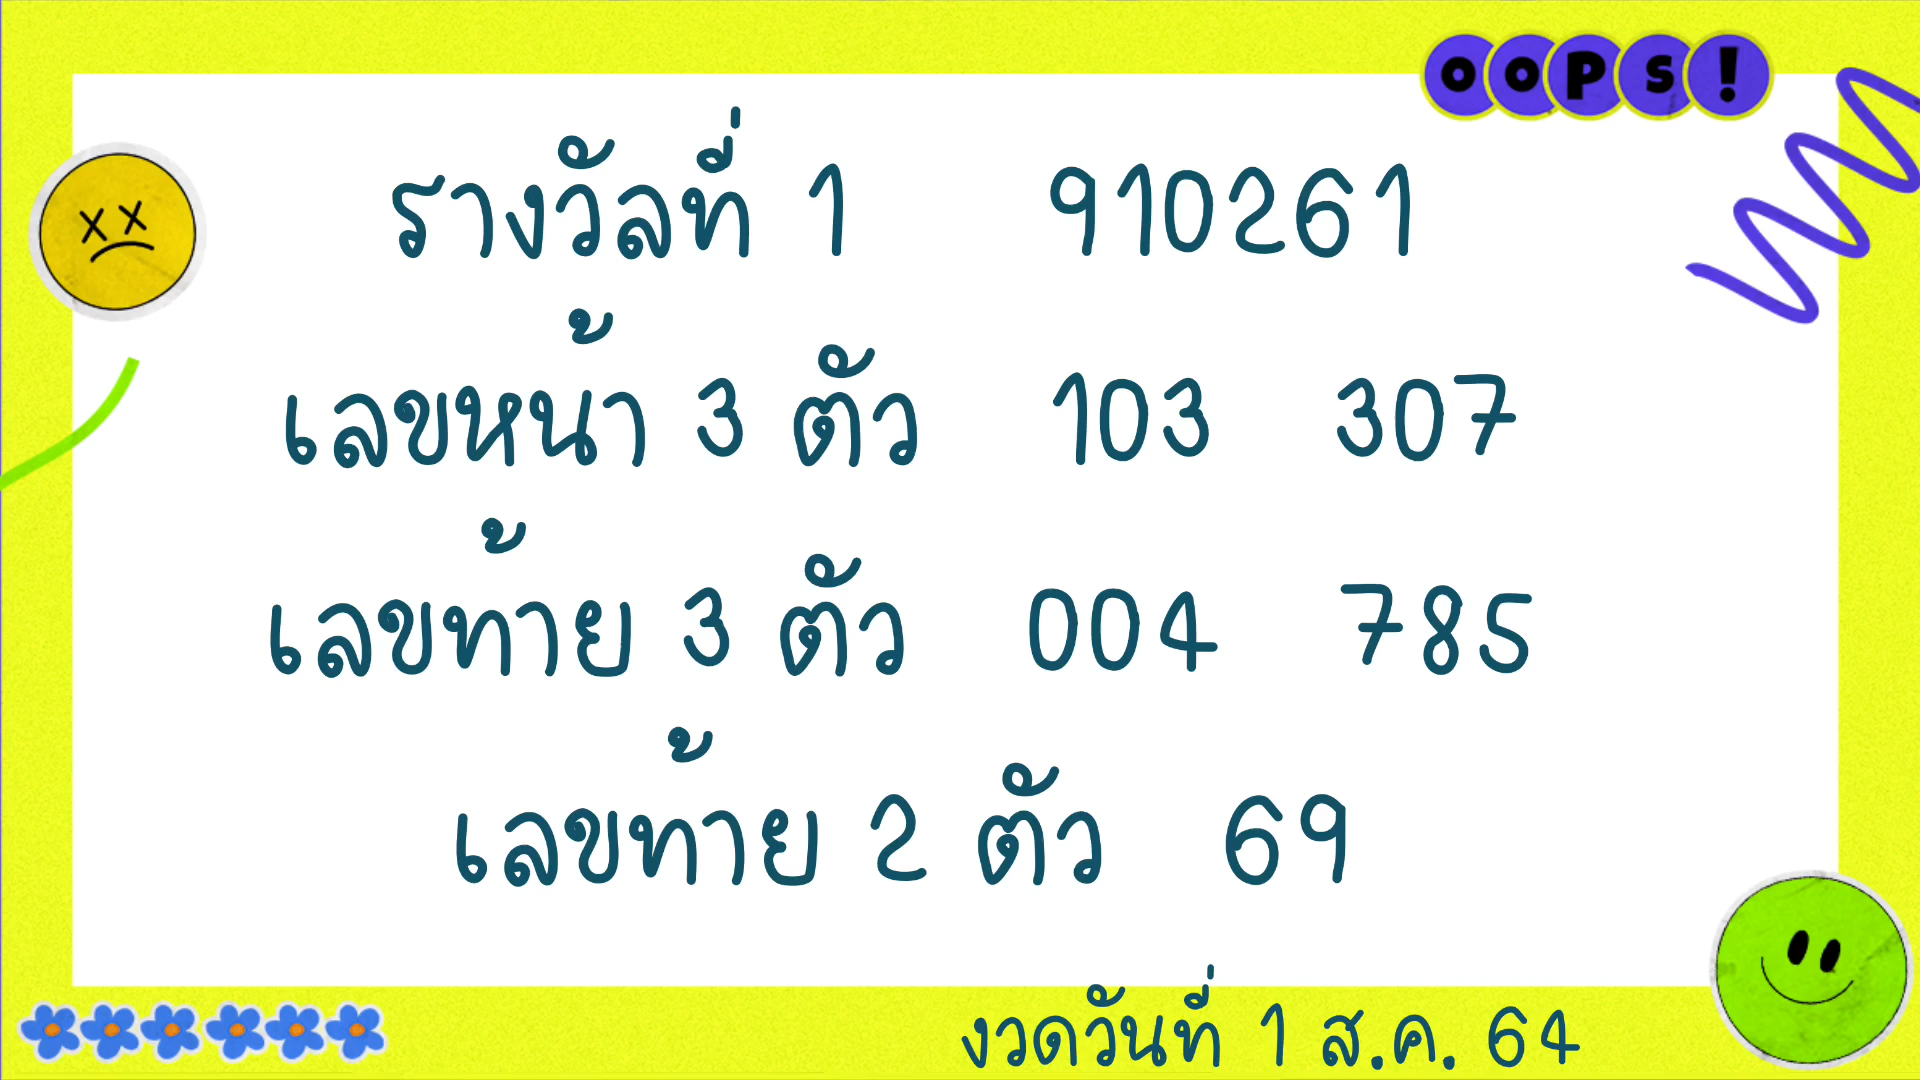 OOPS!
รางวัลที่ 1 910261
เลขหน้า 3 ตัว 103 307
เลขท้าย 3 ตัว 004 785
เลขท้าย 2 ตัว 69
งวดวันที่ 1 ส.ค. 64